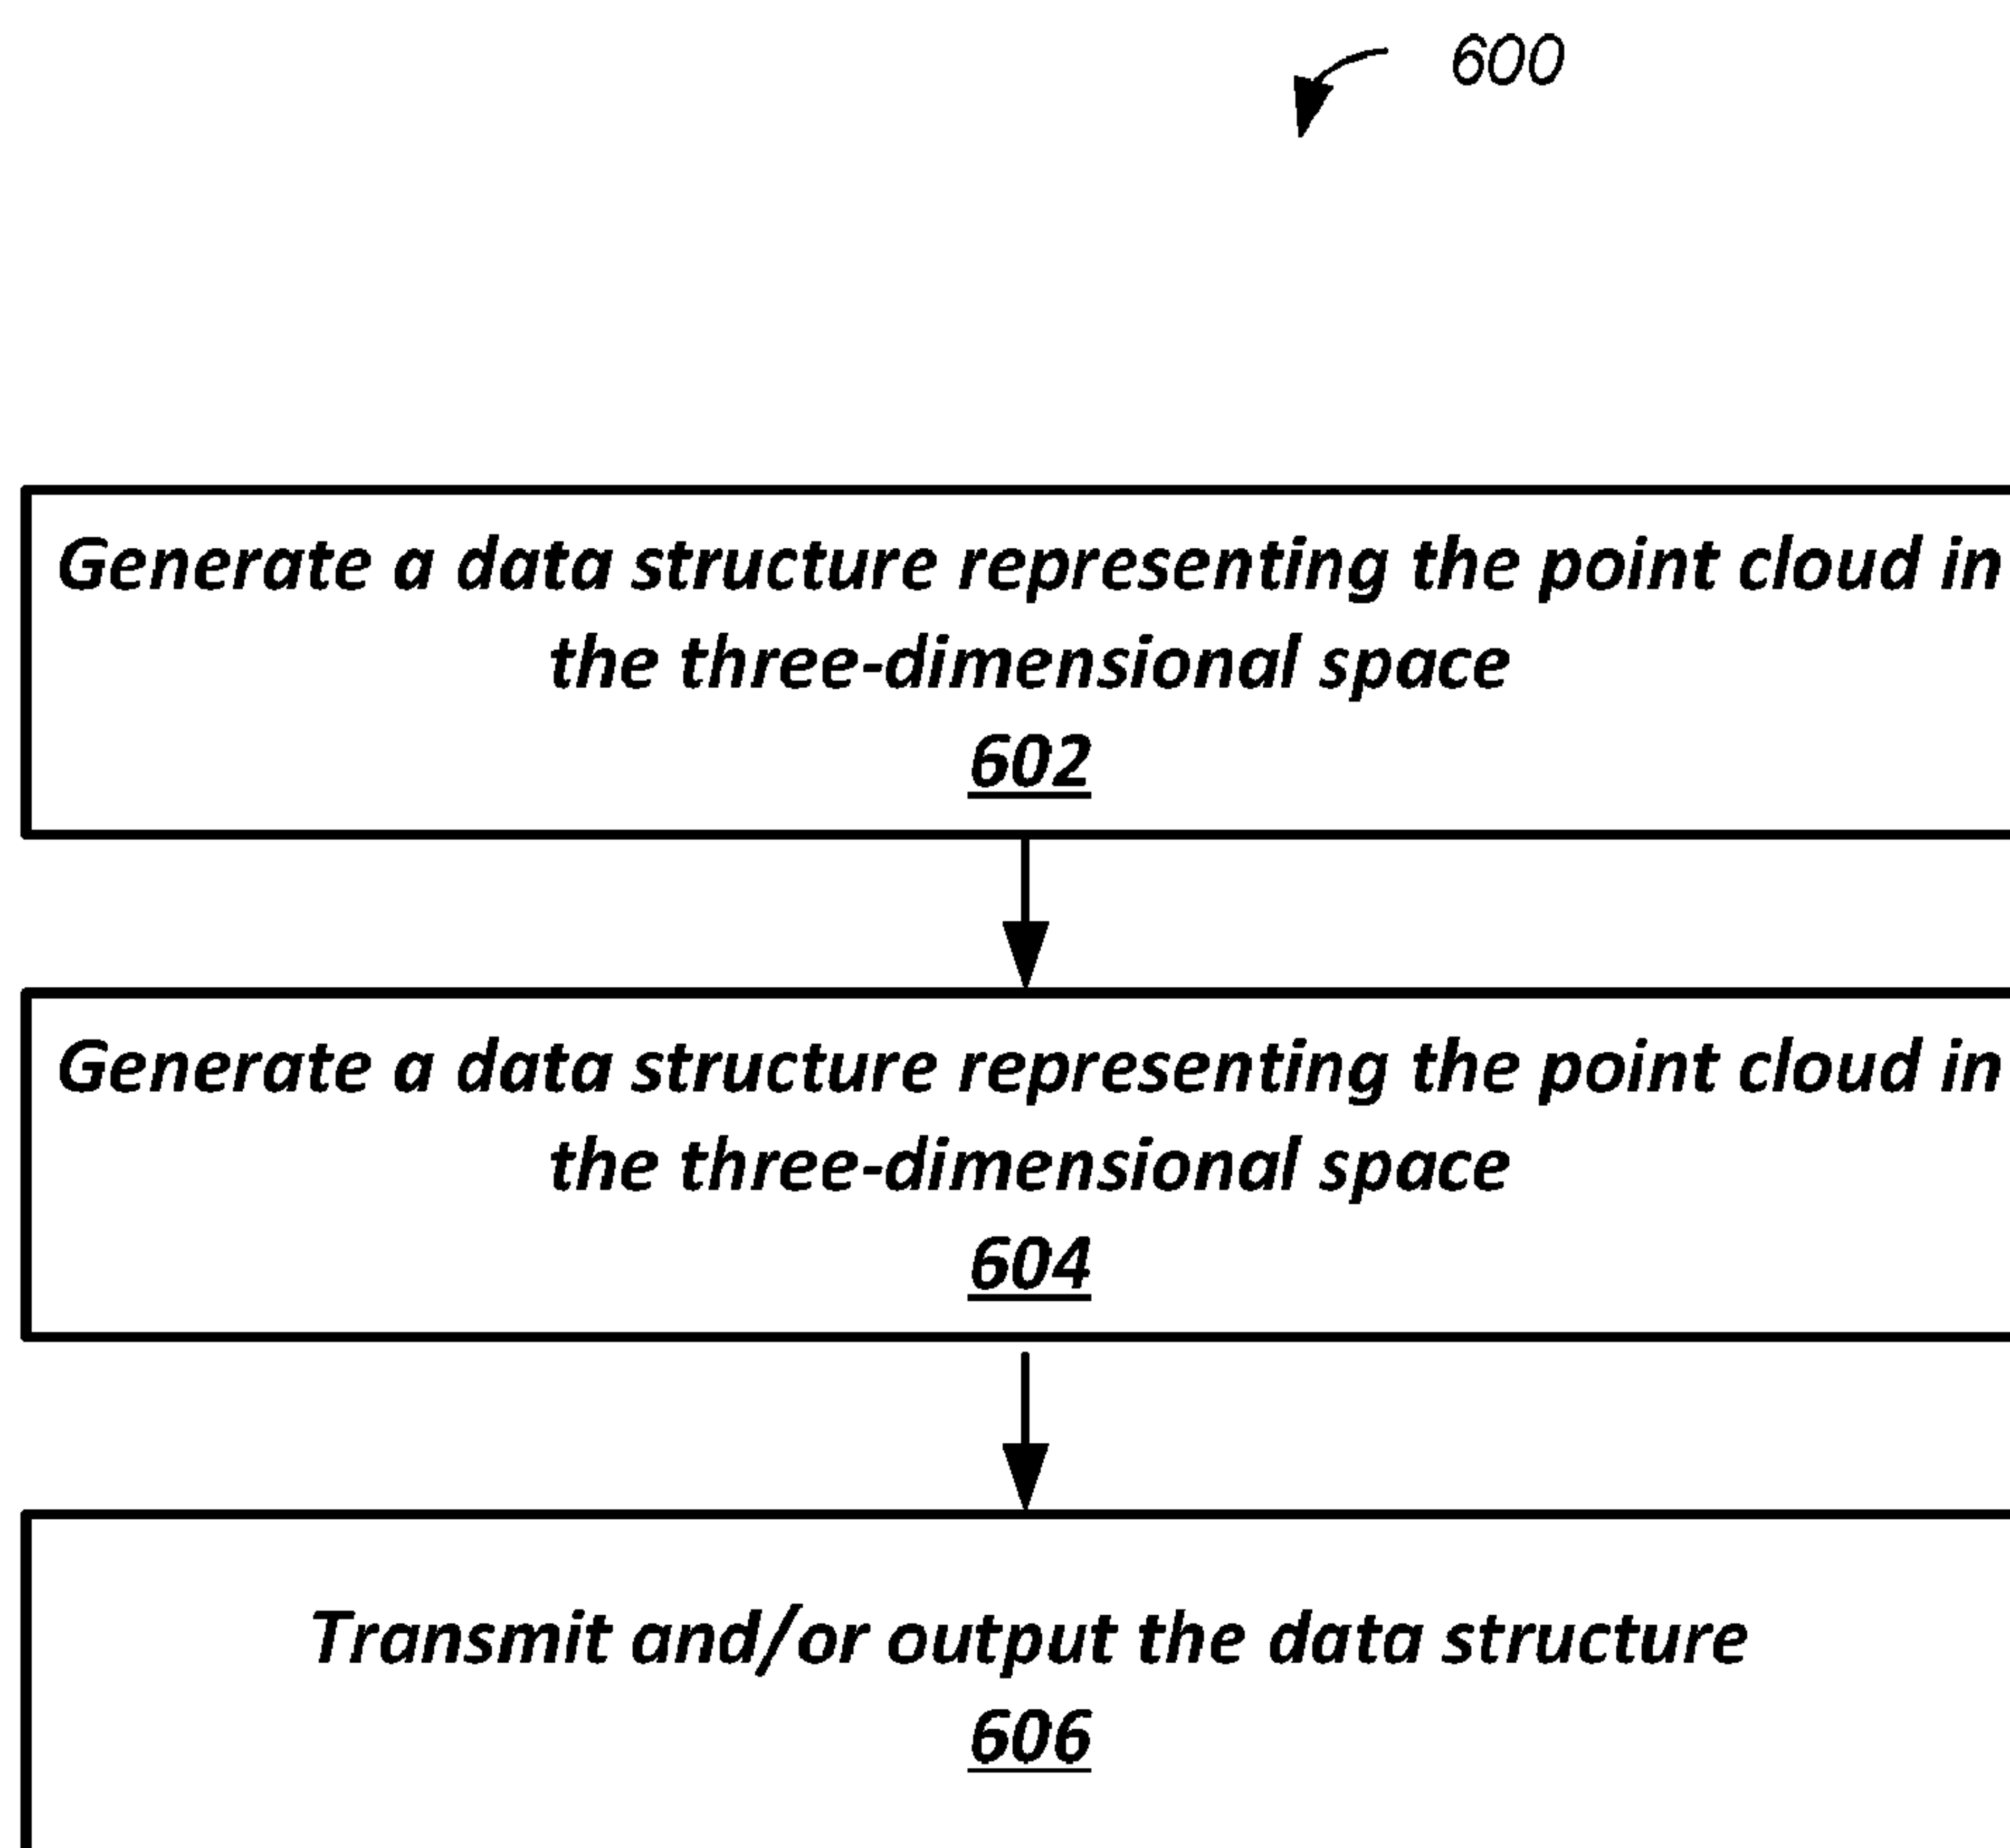 600
Generate a data structure representing the point cloud in
the three-dimensional space
602
Generate a data structure representing the point cloud in
the three-dimensional space
604
Transmit and/or output the data structure
606